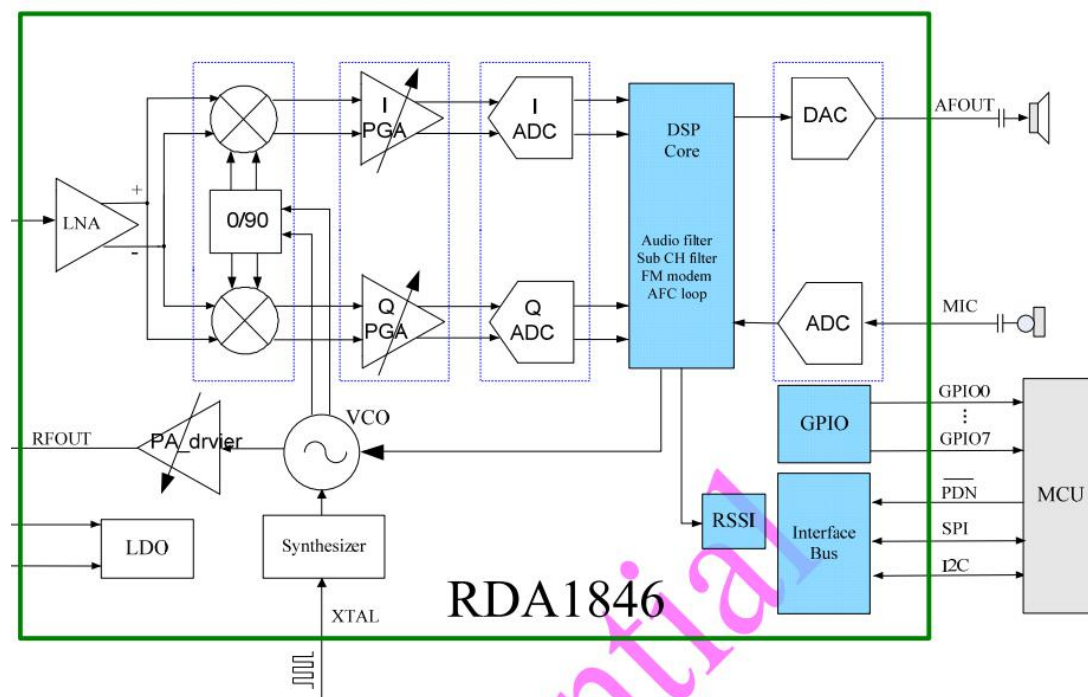 I
PGA
I
ADC
DSP
Core
DAC
AFOUT
LNA
+
-
0/90
Audio filter
Sub CH filter
FM modem
AFC loop
Q
PGA
Q
ADC
ADC
MIC
RFOUT
PA_drvier
VCO
GPIO
GPIO0
GPIO7
LDO
Synthesizer
RSSI
Interface
Bus
PDN
SPI
I2C
MCU
XTAL
RDA1846
ntial